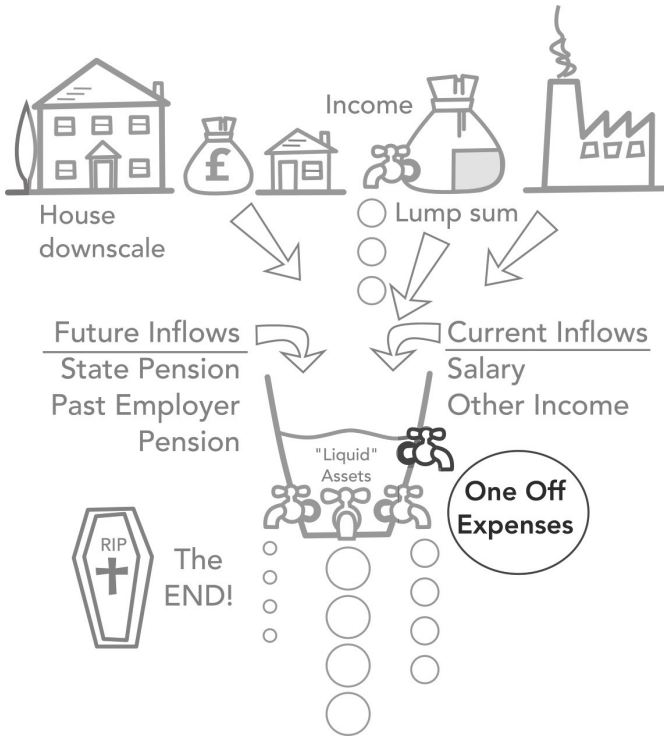 Income
£
House
downscale
Lump sum
Future Inflows
State Pension
Past Employer
Pension
Current Inflows
Salary
Other Income
"Liquid"
Assets
One Off
Expenses
RIP
The
END!